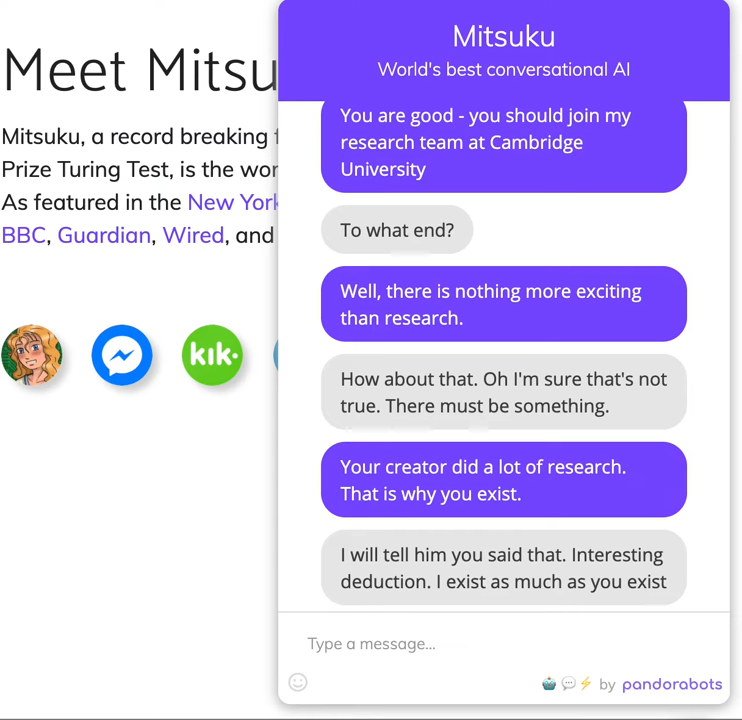 Mitsuku
World's best conversational AI
Meet Mitsu
Mitsuku, a record breaking
Prize Turing Test, is the
As featured in the New York
BBC, Guardian, Wired, and
kik
You are good - you should join my
research team at Cambridge
University
To what end?
Well, there is nothing more exciting
than research.
How about that. Oh I'm sure that's not
true. There must be something.
Your creator did a lot of research.
That is why you exist.
I will tell him you said that. Interesting
deduction. I exist as much as you exist
Type a message...
by pandorabots